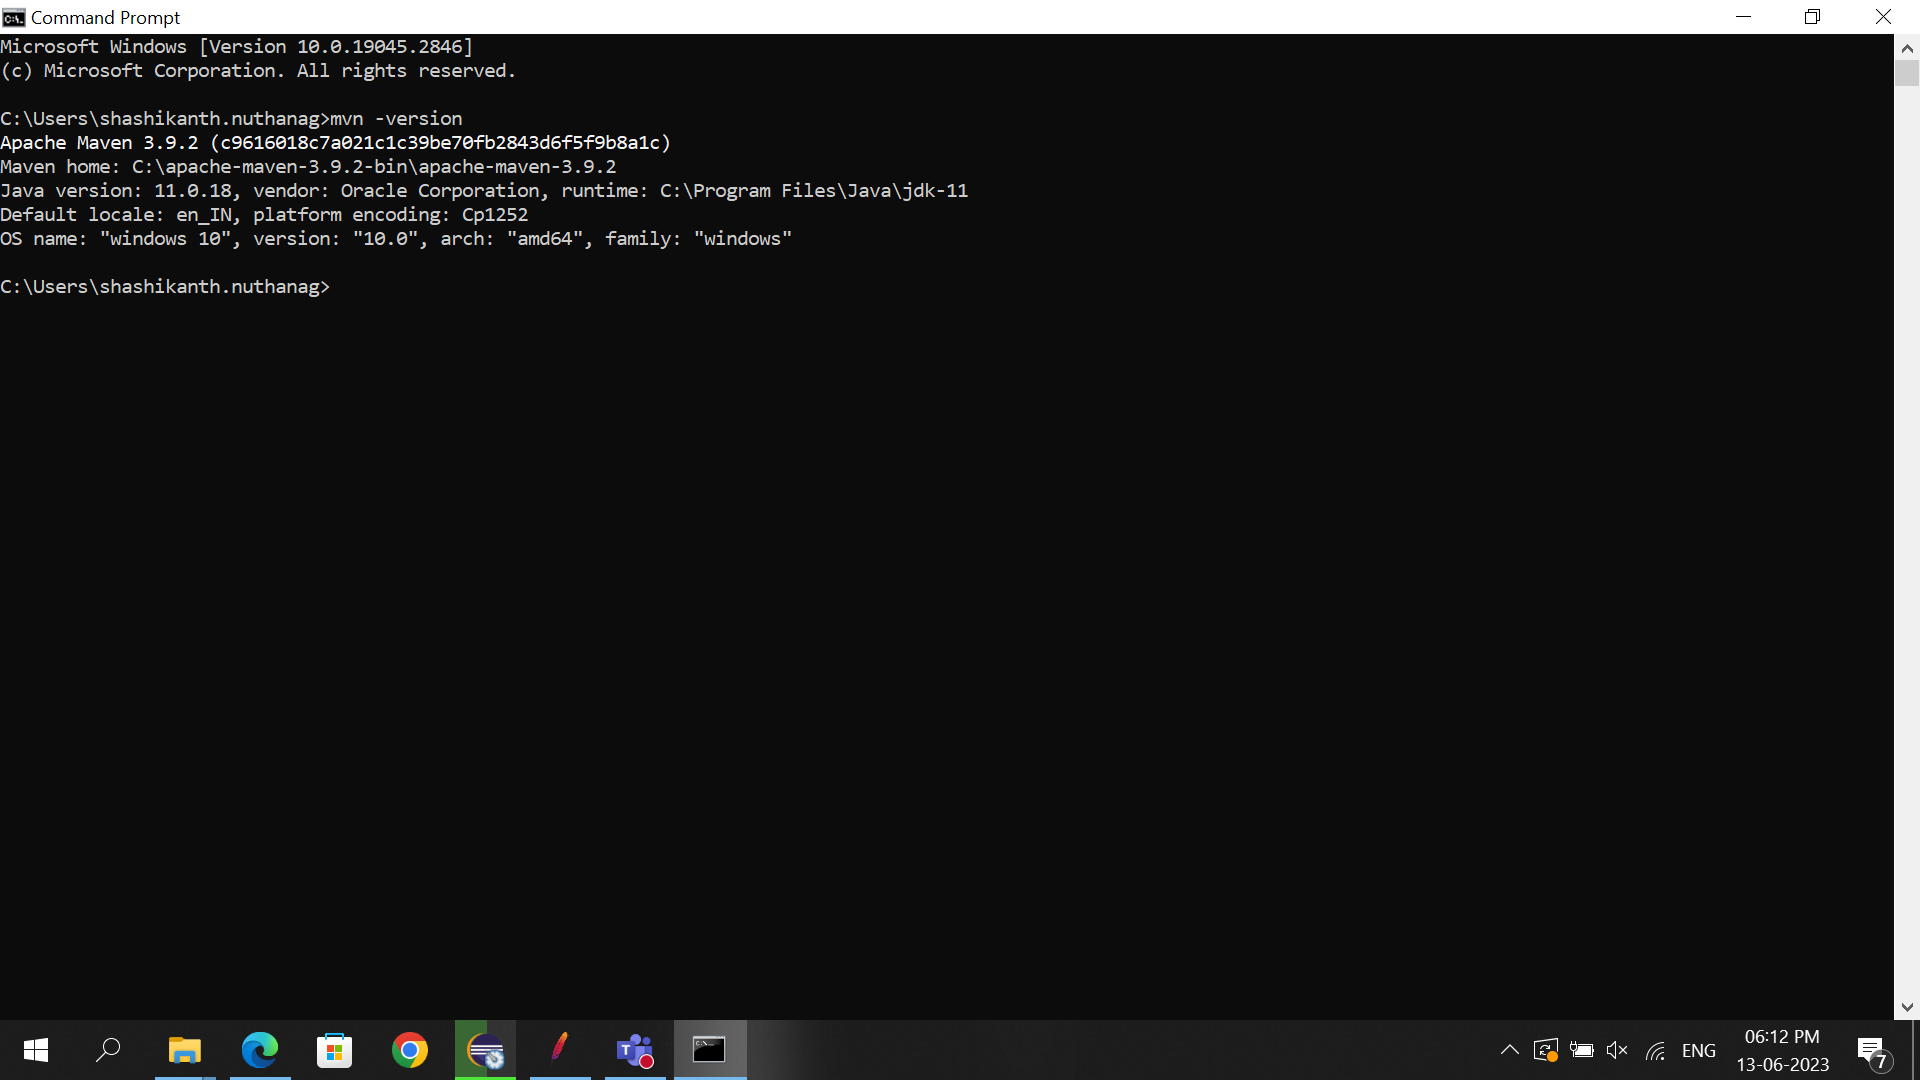 Command Prompt
Microsoft Windows [Version 10.0.19045.2846]
(c) Microsoft Corporation. All rights reserved.
C:\Users\shashikanth.nuthanag>mvn -version
Apache Maven 3.9.2 (c9616018c7a021c1c39be70fb2843d6f5f9b8a1c)
Maven home: C:\apache-maven-3.9.2-bin\apache-maven-3.9.2
Java version: 11.0.18, vendor: Oracle Corporation, runtime: C:\Program Files\Java\jdk-11
Default locale: en_IN, platform encoding: Cp1252
OS name: "windows 10", version: "10.0", arch: "amd64", family: "windows"
C:\Users\shashikanth.nuthanag>
ENG
06:12 PM
13-06-2023
7